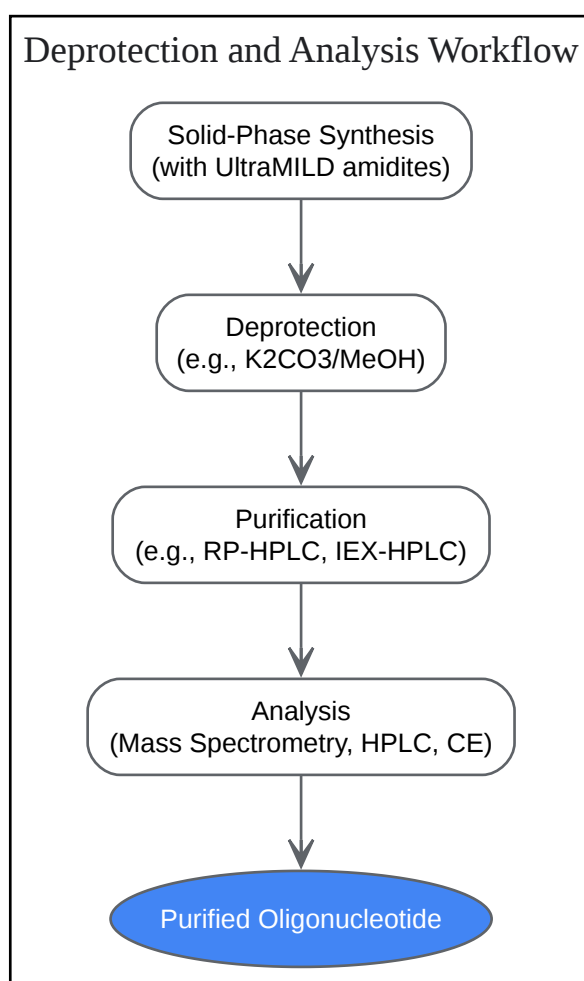 Deprotection and Analysis Workflow
Solid-Phase Synthesis
(with UltraMILD amidites)
Deprotection
(e.g., K2CO3/MeOH)
Purification
(e.g., RP-HPLC, IEX-HPLC)
Analysis
(Mass Spectrometry, HPLC, CE)
Purified Oligonucleotide